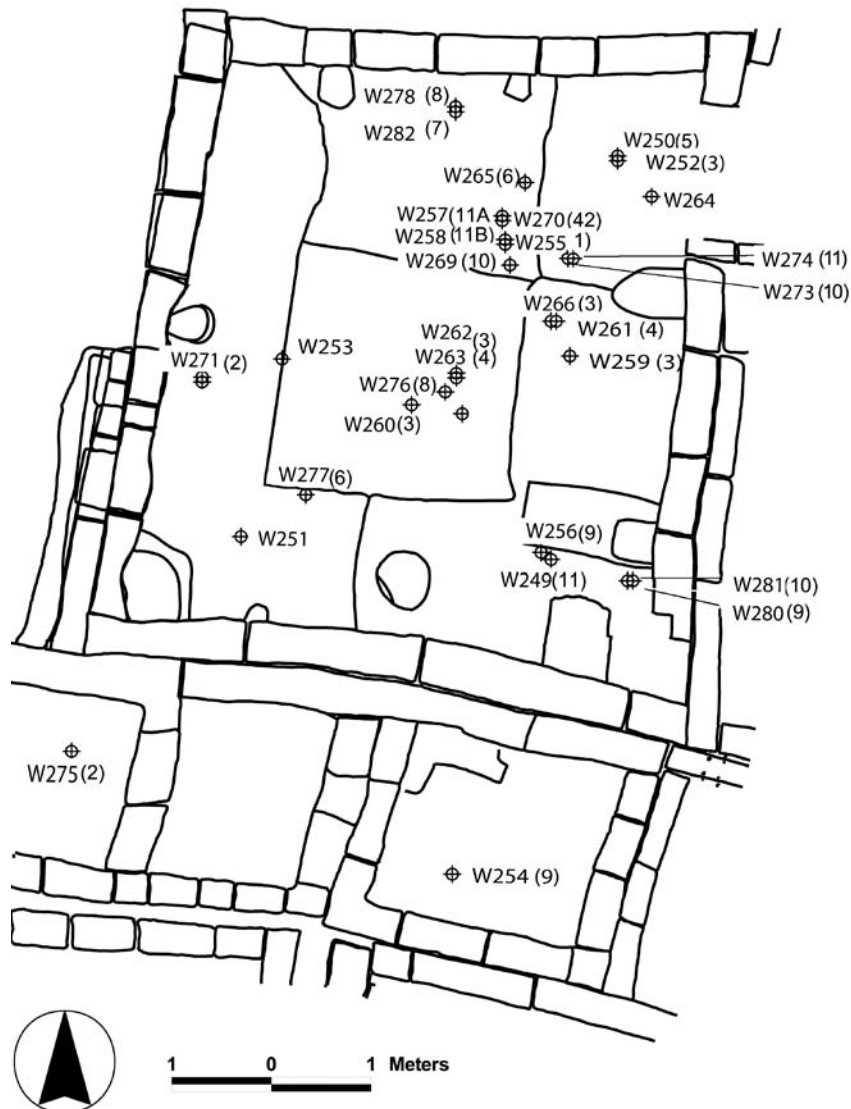 W278 (8)
W282 (7)
W250(5)
W252(3)
W265(6)
W264
W257(11A
W270(42)
W258 (11B)
W255 1)
W269 (10)
W274 (11)
W273(10)
W266(3)
W261 (4)
W262(3)
W263(4)
W259(3)
W253
W271(2)
W276(8)
W260(3)
W277(6)
W251
W256(9)
W249(11)
W281(10)
W280(9)
W275(2)
W254 (9)
1 0 1 Meters